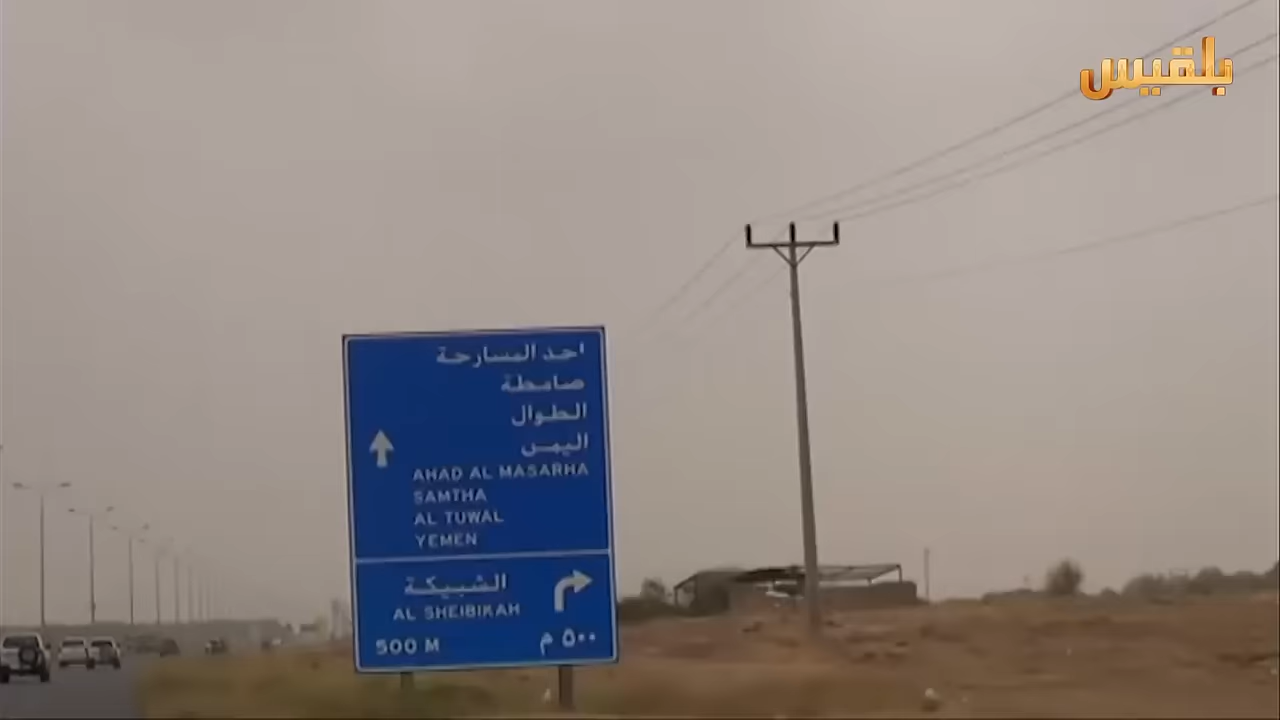 بلقيس
احد المسارحة
صامطة
الطوال
اليمن
AHAD AL MASARHA
SAMTHA
AL TUWAL
YEMEN
الشبيكة
AL SHEIBIKAH
500 M
٥٠٠ م